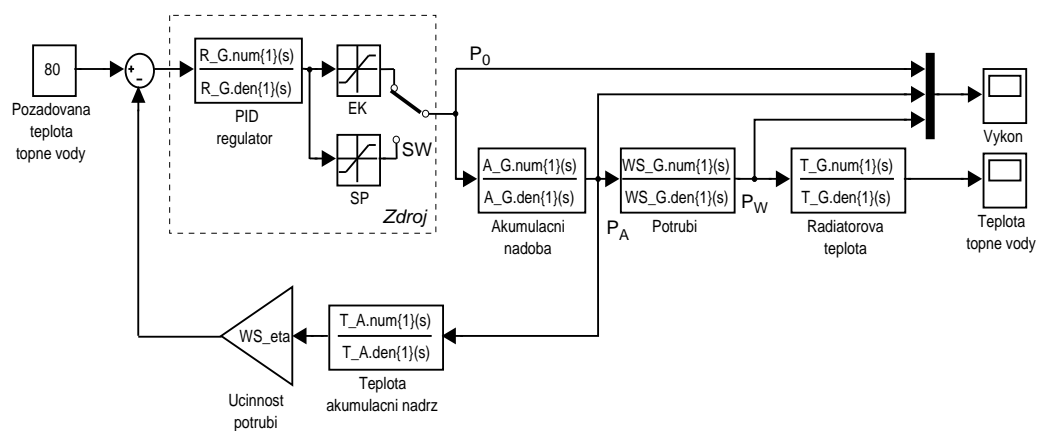 80
Pozadovana
teplota
topne vody
+
−
R_G.num{1}(s)
R_G.den{1}(s)
PID
regulator
EK
SP
SW
Zdroj
P0
A_G.num{1}(s)
A_G.den{1}(s)
Akumulacni
nadoba
PA
WS_G.num{1}(s)
WS_G.den{1}(s)
Potrubi
PW
T_G.num{1}(s)
T_G.den{1}(s)
Radiatorova
teplota
Vykon
Teplota
topne vody
WS_eta
Ucinnost
potrubi
T_A.num{1}(s)
T_A.den{1}(s)
Teplota
akumulacni nadrz